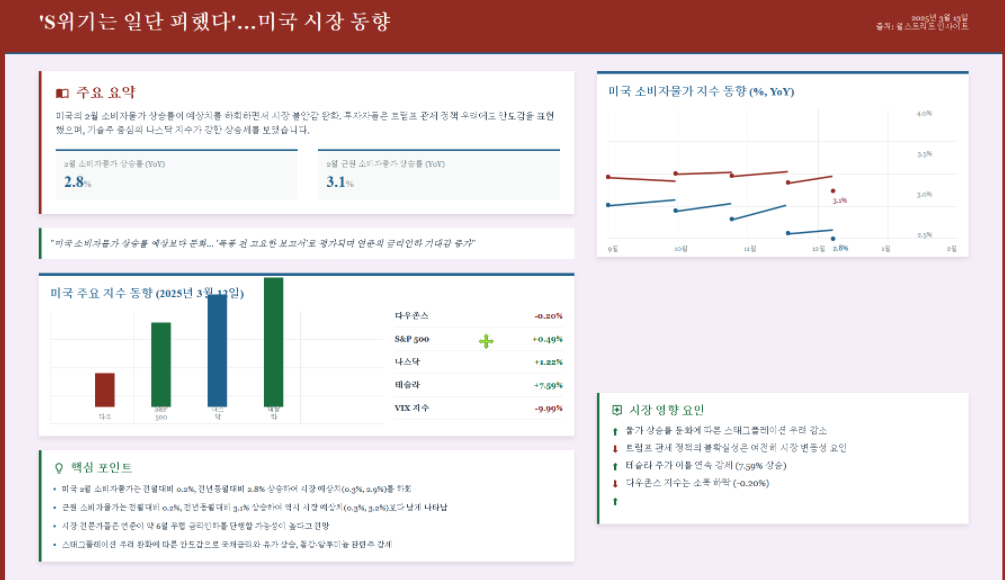 'S위기는 일단 피했다'...미국 시장 동향
2025년 3월 13일
출처: 월스트리트 인사이트
주요 요약
미국의 2월 소비자물가 상승률이 예상치를 하회하면서 시장 불안감 완화. 투자자들은 트럼프 관세 정책 우려에도 안도감을 표현
했으며, 기술주 중심의 나스닥 지수가 강한 상승세를 보였습니다.
2월 소비자물가 상승률 (YoY)
2.8%
2월 근원 소비자물가 상승률 (YoY)
3.1%
"미국 소비자물가 상승률 예상보다 둔화... '폭풍 전 고요한 보고서'로 평가되며 연준의 금리인하 기대감 증가"
미국 주요 지수 동향 (2025년 3월 12일)
다우
S&P
500
나스
닥
테슬
라
다우존스 -0.20%
S&P 500 +0.49%
나스닥 +1.22%
테슬라 +7.59%
VIX 지수 -9.99%
핵심 포인트
• 미국 2월 소비자물가는 전월대비 0.2%, 전년동월대비 2.8% 상승하여 시장 예상치(0.3%, 2.9%)를 하회
• 근원 소비자물가는 전월대비 0.2%, 전년동월대비 3.1% 상승하여 역시 시장 예상치(0.3%, 3.2%)보다 낮게 나타남
• 시장 전문가들은 연준이 약 6월 무렵 금리인하를 단행할 가능성이 높다고 전망
• 스태그플레이션 우려 완화에 따른 안도감으로 국채금리와 유가 상승, 철강·알루미늄 관련주 강세
미국 소비자물가 지수 동향 (%, YoY)
4.0%
3.5%
3.0%
2.5%
3.1%
2.8%
9월 10월 11월 12월 1월 2월
시장 영향 요인
⬆ 물가 상승률 둔화에 따른 스태그플레이션 우려 감소
⬇ 트럼프 관세 정책의 불확실성은 여전히 시장 변동성 요인
⬆ 테슬라 주가 이틀 연속 강세 (7.59% 상승)
⬇ 다우존스 지수는 소폭 하락 (-0.20%)
⬆